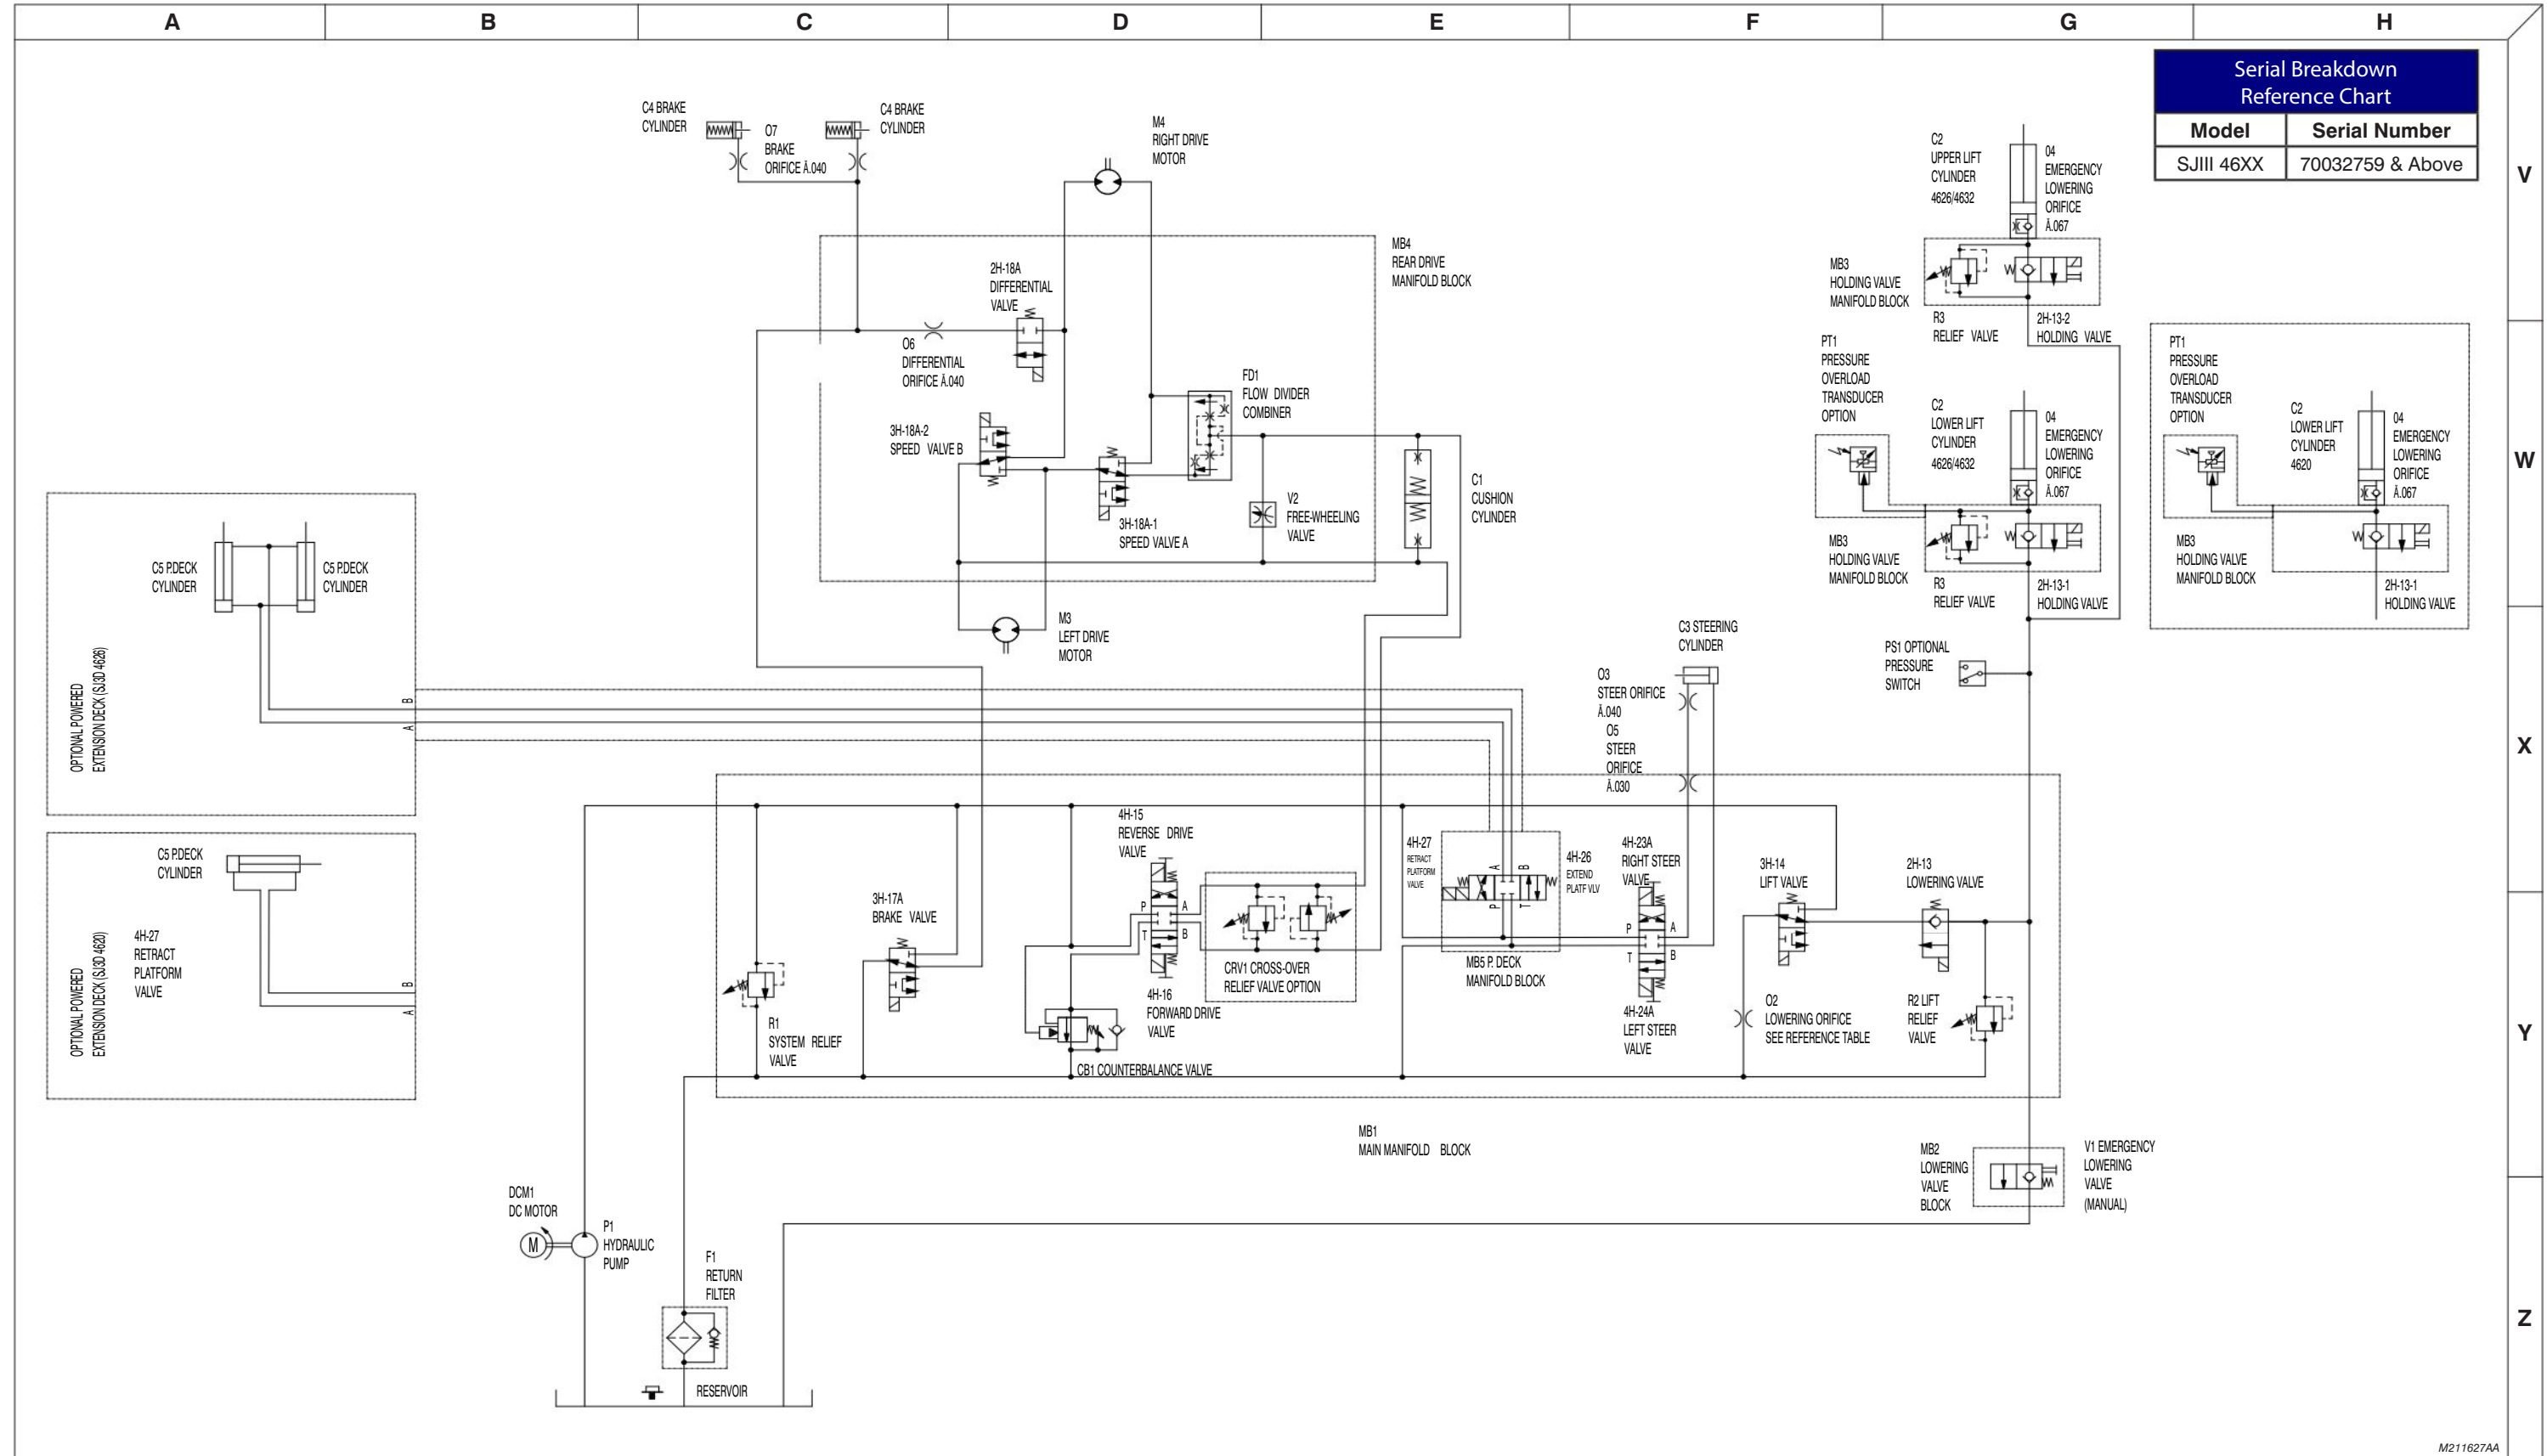 A
B
C
D
E
F
G
H
Serial Breakdown
Reference Chart
Model
Serial Number
SJIII 46XX
70032759 & Above
V
W
X
Y
Z
C4 BRAKE
CYLINDER
O7
BRAKE
ORIFICE Å.040
C4 BRAKE
CYLINDER
M4
RIGHT DRIVE
MOTOR
MB4
REAR DRIVE
MANIFOLD BLOCK
2H-18A
DIFFERENTIAL
VALVE
O6
DIFFERENTIAL
ORIFICE Å.040
3H-18A-2
SPEED VALVE B
FD1
FLOW DIVIDER
COMBINER
3H-18A-1
SPEED VALVE A
V2
FREE-WHEELING
VALVE
C1
CUSHION
CYLINDER
M3
LEFT DRIVE
MOTOR
C2
UPPER LIFT
CYLINDER
4626/4632
04
EMERGENCY
LOWERING
ORIFICE
Å.067
MB3
HOLDING VALVE
MANIFOLD BLOCK
R3
RELIEF VALVE
2H-13-2
HOLDING VALVE
PT1
PRESSURE
OVERLOAD
TRANSDUCER
OPTION
C2
LOWER LIFT
CYLINDER
4626/4632
04
EMERGENCY
LOWERING
ORIFICE
Å.067
MB3
HOLDING VALVE
MANIFOLD BLOCK
R3
RELIEF VALVE
2H-13-1
HOLDING VALVE
PT1
PRESSURE
OVERLOAD
TRANSDUCER
OPTION
C2
LOWER LIFT
CYLINDER
4620
04
EMERGENCY
LOWERING
ORIFICE
Å.067
MB3
HOLDING VALVE
MANIFOLD BLOCK
2H-13-1
HOLDING VALVE
C5 P.DECK
CYLINDER
C5 P.DECK
CYLINDER
OPTIONAL POWERED
EXTENSION DECK (SJ3D 4626)
B
A
C3 STEERING
CYLINDER
O3
STEER ORIFICE
Å.040
O5
STEER
ORIFICE
Å.030
PS1 OPTIONAL
PRESSURE
SWITCH
C5 P.DECK
CYLINDER
4H-27
RETRACT
PLATFORM
VALVE
OPTIONAL POWERED
EXTENSION DECK (SJ3D 4620)
B
A
R1
SYSTEM RELIEF
VALVE
3H-17A
BRAKE VALVE
4H-15
REVERSE DRIVE
VALVE
P
A
T
B
4H-16
FORWARD DRIVE
VALVE
CB1 COUNTERBALANCE VALVE
CRV1 CROSS-OVER
RELIEF VALVE OPTION
4H-27
RETRACT
PLATFORM
VALVE
A
B
P
T
4H-26
EXTEND
PLATF VLV
MB5 P. DECK
MANIFOLD BLOCK
4H-23A
RIGHT STEER
VALVE
P
A
T
B
4H-24A
LEFT STEER
VALVE
3H-14
LIFT VALVE
O2
LOWERING ORIFICE
SEE REFERENCE TABLE
2H-13
LOWERING VALVE
R2 LIFT
RELIEF
VALVE
MB1
MAIN MANIFOLD BLOCK
MB2
LOWERING
VALVE
BLOCK
V1 EMERGENCY
LOWERING
VALVE
(MANUAL)
DCM1
DC MOTOR
M
P1
HYDRAULIC
PUMP
F1
RETURN
FILTER
RESERVOIR
M211627AA